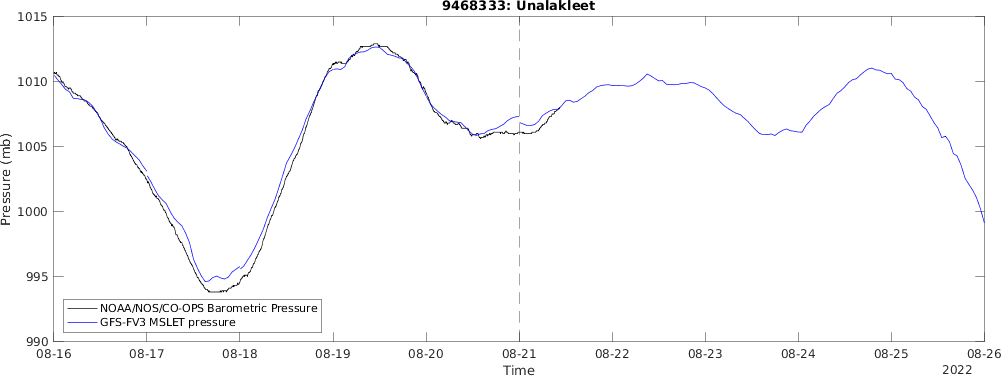 9468333: Unalakleet
1015
1010
1005
1000
995
990
Pressure (mb)
NOAA/NOS/CO-OPS Barometric Pressure
GFS-FV3 MSLET pressure
08-16 08-17 08-18 08-19 08-20 08-21 08-22 08-23 08-24 08-25 08-26
Time
2022